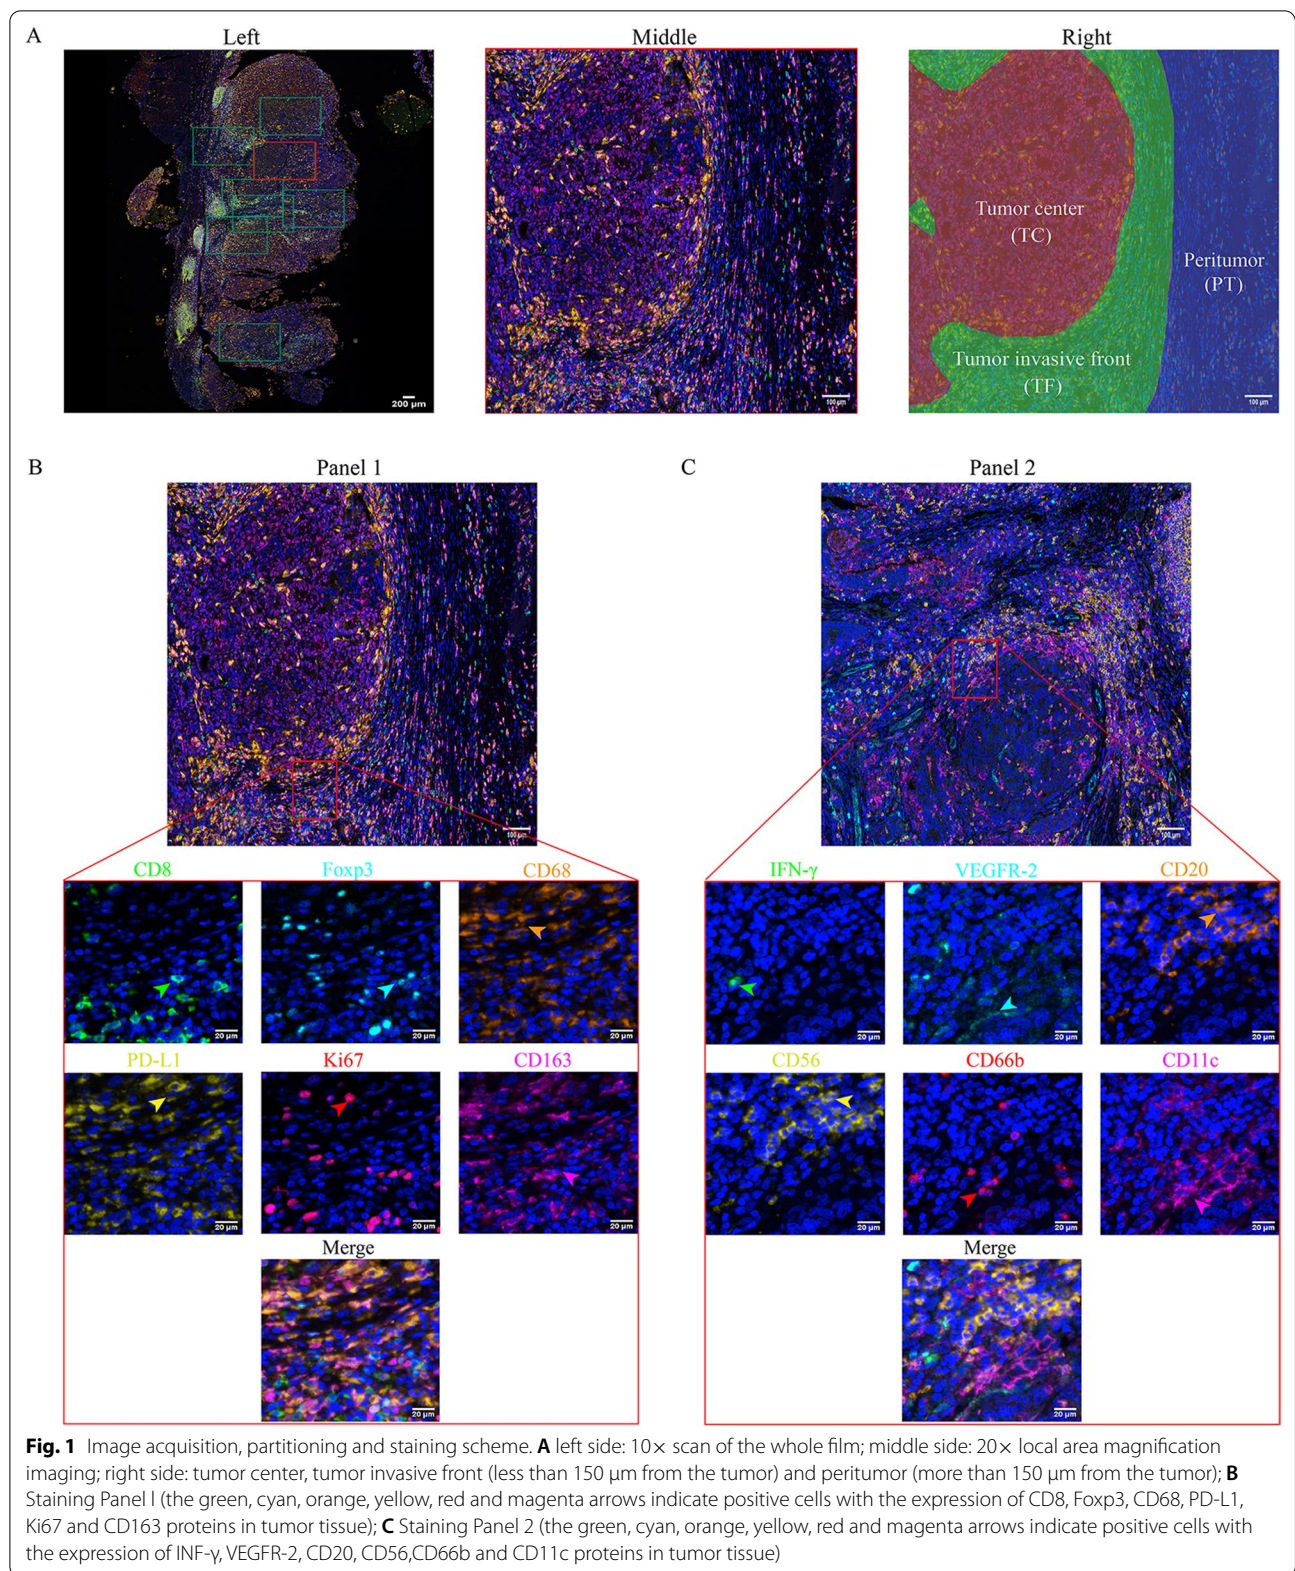 A
Left
Middle
Right
Tumor center
(TC)
Peritumor
(PT)
Tumor invasive front
(TF)
200 μm
100 μm
100 μm
B
Panel 1
C
Panel 2
100 μm
100 μm
CD8
Foxp3
CD68
IFN-γ
VEGFR-2
CD20
20 μm
20 μm
20 μm
20 μm
20 μm
20 μm
PD-L1
Ki67
CD163
CD56
CD66b
CD11c
20 μm
20 μm
20 μm
20 μm
20 μm
20 μm
Merge
Merge
20 μm
20 μm
Fig. 1 Image acquisition, partitioning and staining scheme. A left side: 10× scan of the whole film; middle side: 20× local area magnification
imaging; right side: tumor center, tumor invasive front (less than 150 μm from the tumor) and peritumor (more than 150 μm from the tumor); B
Staining Panel I (the green, cyan, orange, yellow, red and magenta arrows indicate positive cells with the expression of CD8, Foxp3, CD68, PD-L1,
Ki67 and CD163 proteins in tumor tissue); C Staining Panel 2 (the green, cyan, orange, yellow, red and magenta arrows indicate positive cells with
the expression of INF-γ, VEGFR-2, CD20, CD56,CD66b and CD11c proteins in tumor tissue)